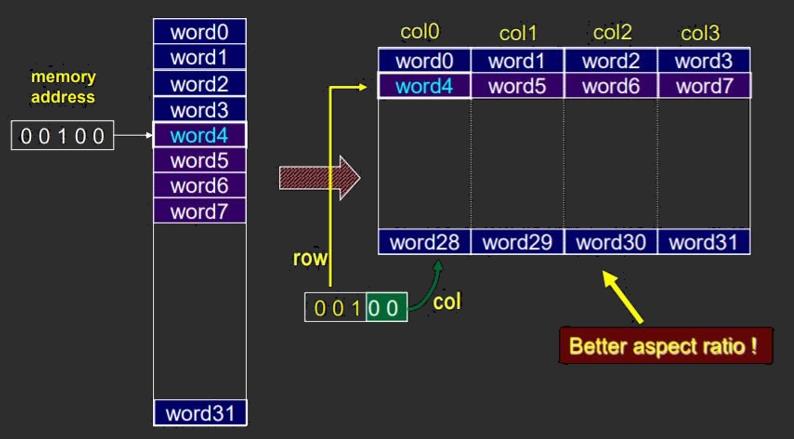 memory
address
0 0 1 0 0
word0
word1
word2
word3
word4
word5
word6
word7
word31
col0 col1 col2 col3
word0 word1 word2 word3
word4 word5 word6 word7
word28 word29 word30 word31
row
0 0 1 0 0
col
Better aspect ratio !